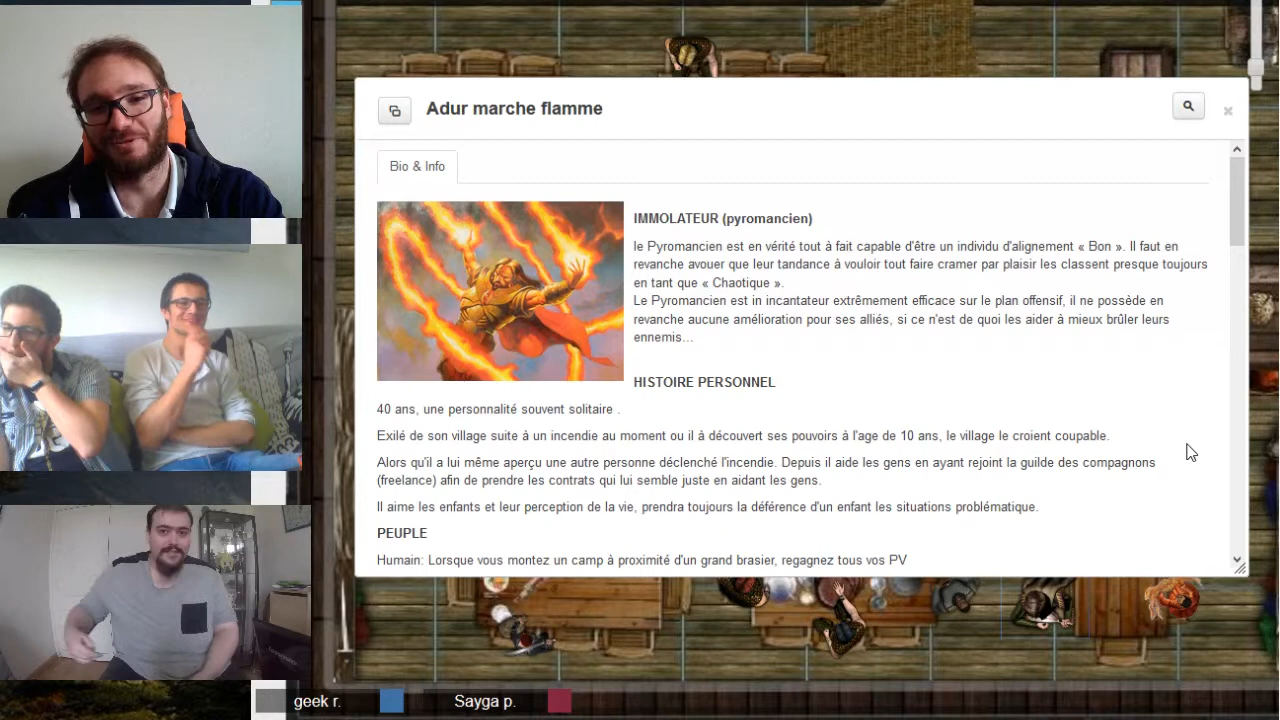 Adur marche flamme
Bio & Info
IMMOLATEUR (pyromancien)
le Pyromancien est en vérité tout à fait capable d'être un individu d'alignement « Bon ». Il faut en
revanche avouer que leur tandance à vouloir tout faire cramer par plaisir les classent presque toujours
en tant que « Chaotique ».
Le Pyromancien est in incantateur extrêmement efficace sur le plan offensif, il ne possède en
revanche aucune amélioration pour ses alliés, si ce n'est de quoi les aider à mieux brûler leurs
ennemis...
HISTOIRE PERSONNEL
40 ans, une personnalité souvent solitaire .
Exilé de son village suite à un incendie au moment ou il à découvert ses pouvoirs à l'age de 10 ans, le village le croient coupable.
Alors qu'il a lui même aperçu une autre personne déclenché l'incendie. Depuis il aide les gens en ayant rejoint la guilde des compagnons
(freelance) afin de prendre les contrats qui lui semble juste en aidant les gens.
Il aime les enfants et leur perception de la vie, prendra toujours la déférence d'un enfant les situations problématique.
PEUPLE
Humain: Lorsque vous montez un camp à proximité d'un grand brasier, regagnez tous vos PV
geek r.
Sayga p.